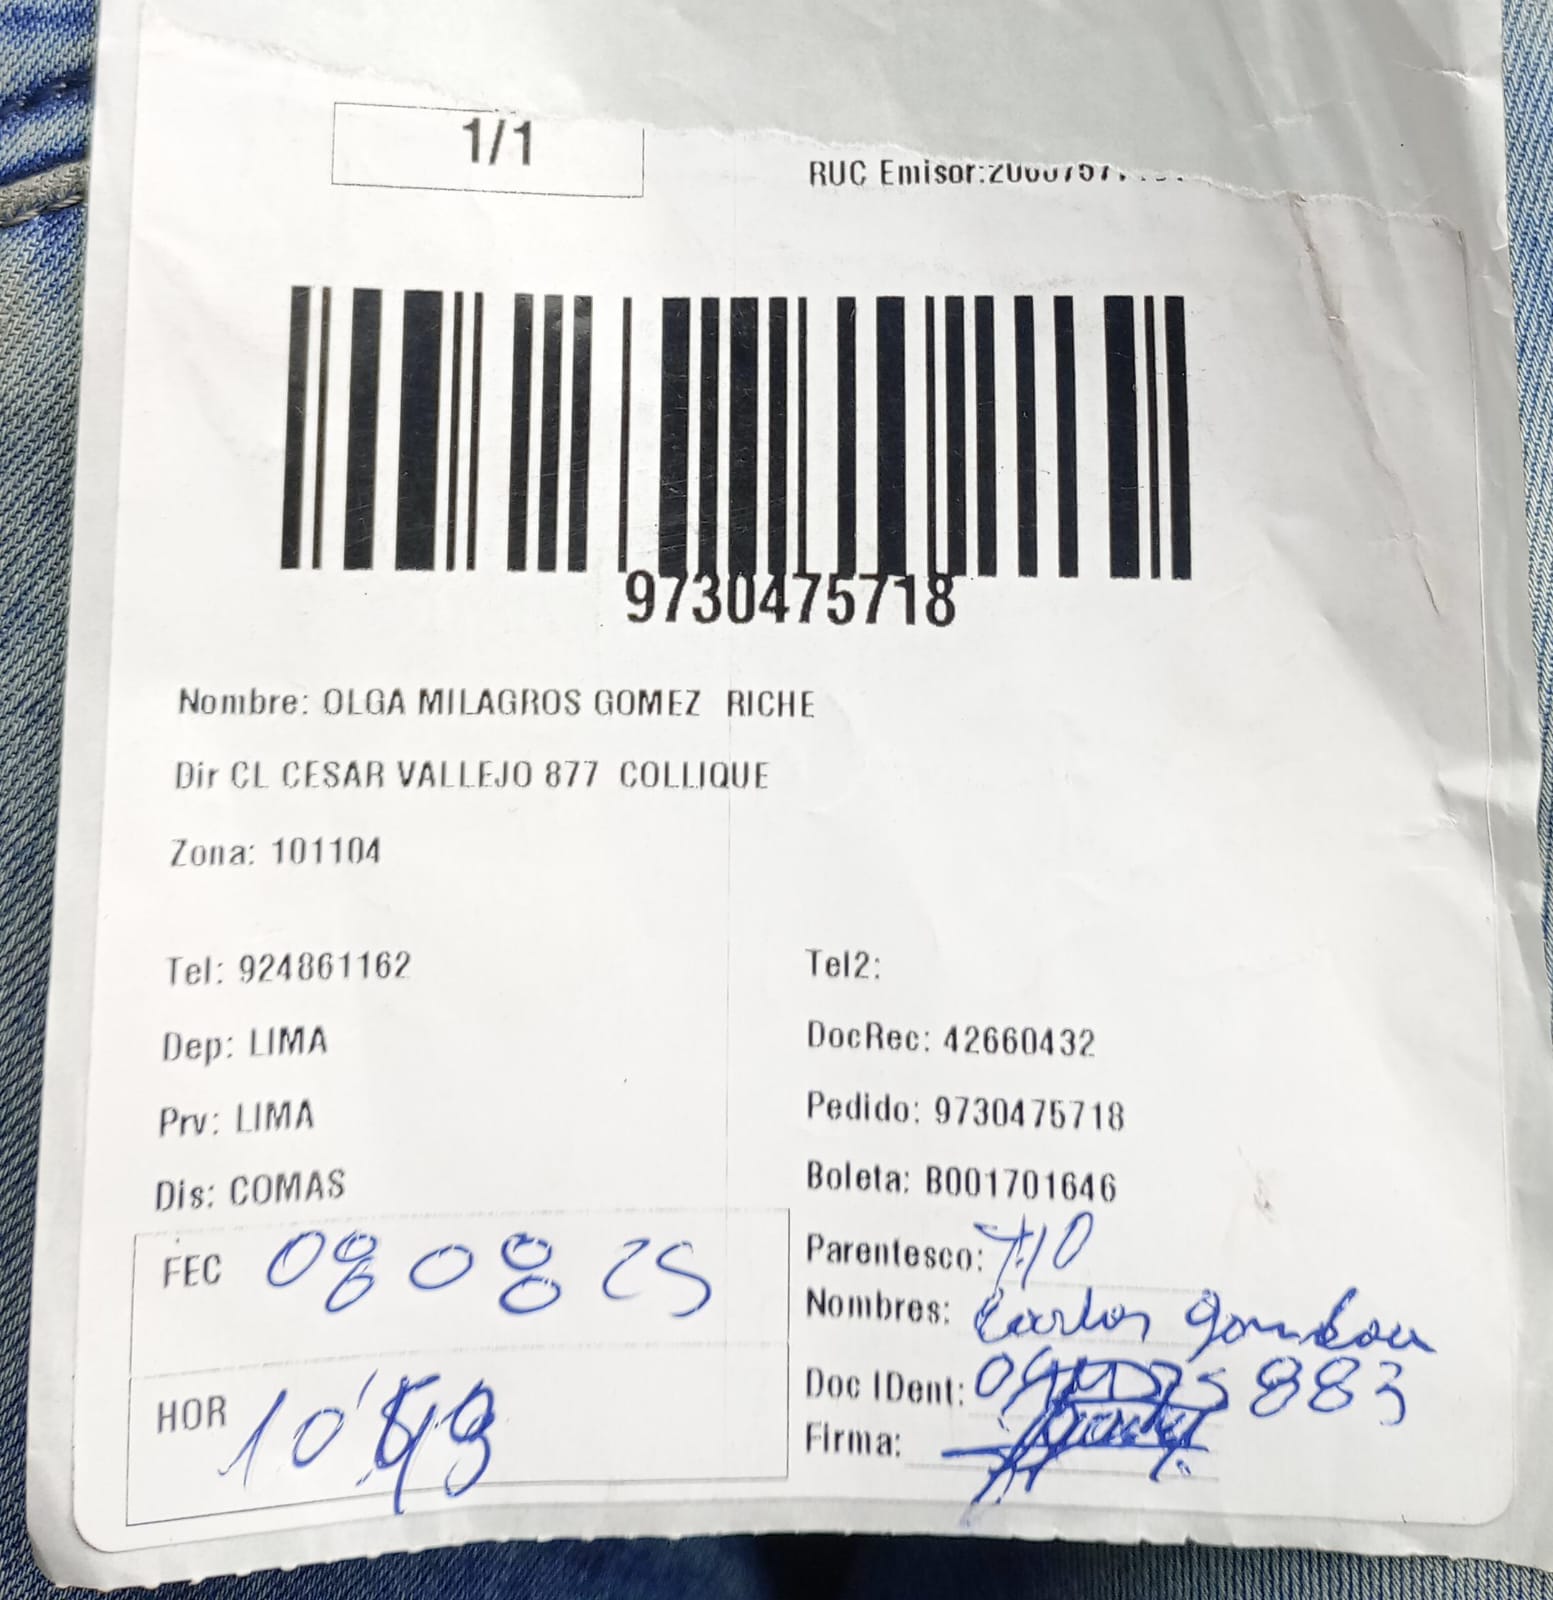 1/1
RUC Emisor:
9730475718
Nombre: OLGA MILAGROS GOMEZ RICHE
Dir CL CESAR VALLEJO 877 COLLIQUE
Zona: 101104
Tel: 924861162 Tel2:
Dep: LIMA DocRec: 42660432
Prv: LIMA Pedido: 9730475718
Dis: COMAS Boleta: B001701646
FEC 08 08 25 Parentesco: TIO
Nombres: Carlos
HOR Doc IDent:
Firma: